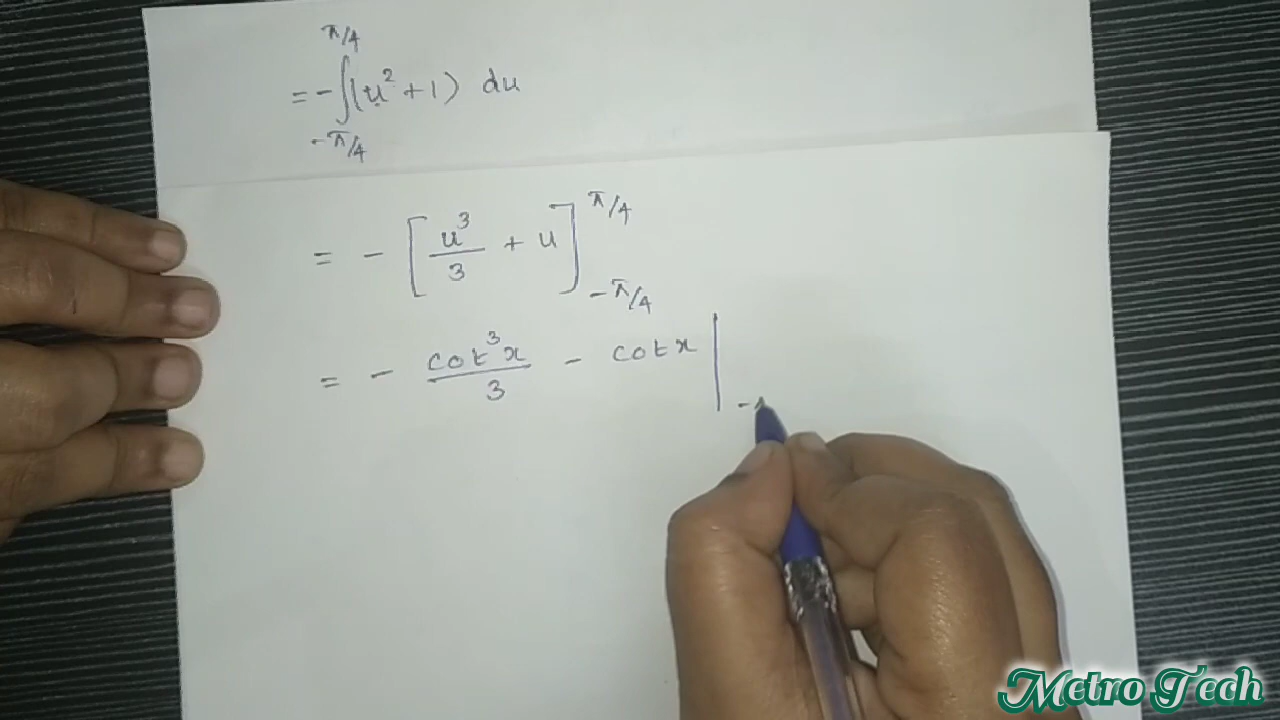 π/4
= - ∫ (u² + 1) du
-π/4
= - [ u³/3 + u ] π/4 -π/4
= - cot³x/3 - cot x |
Metro Tech